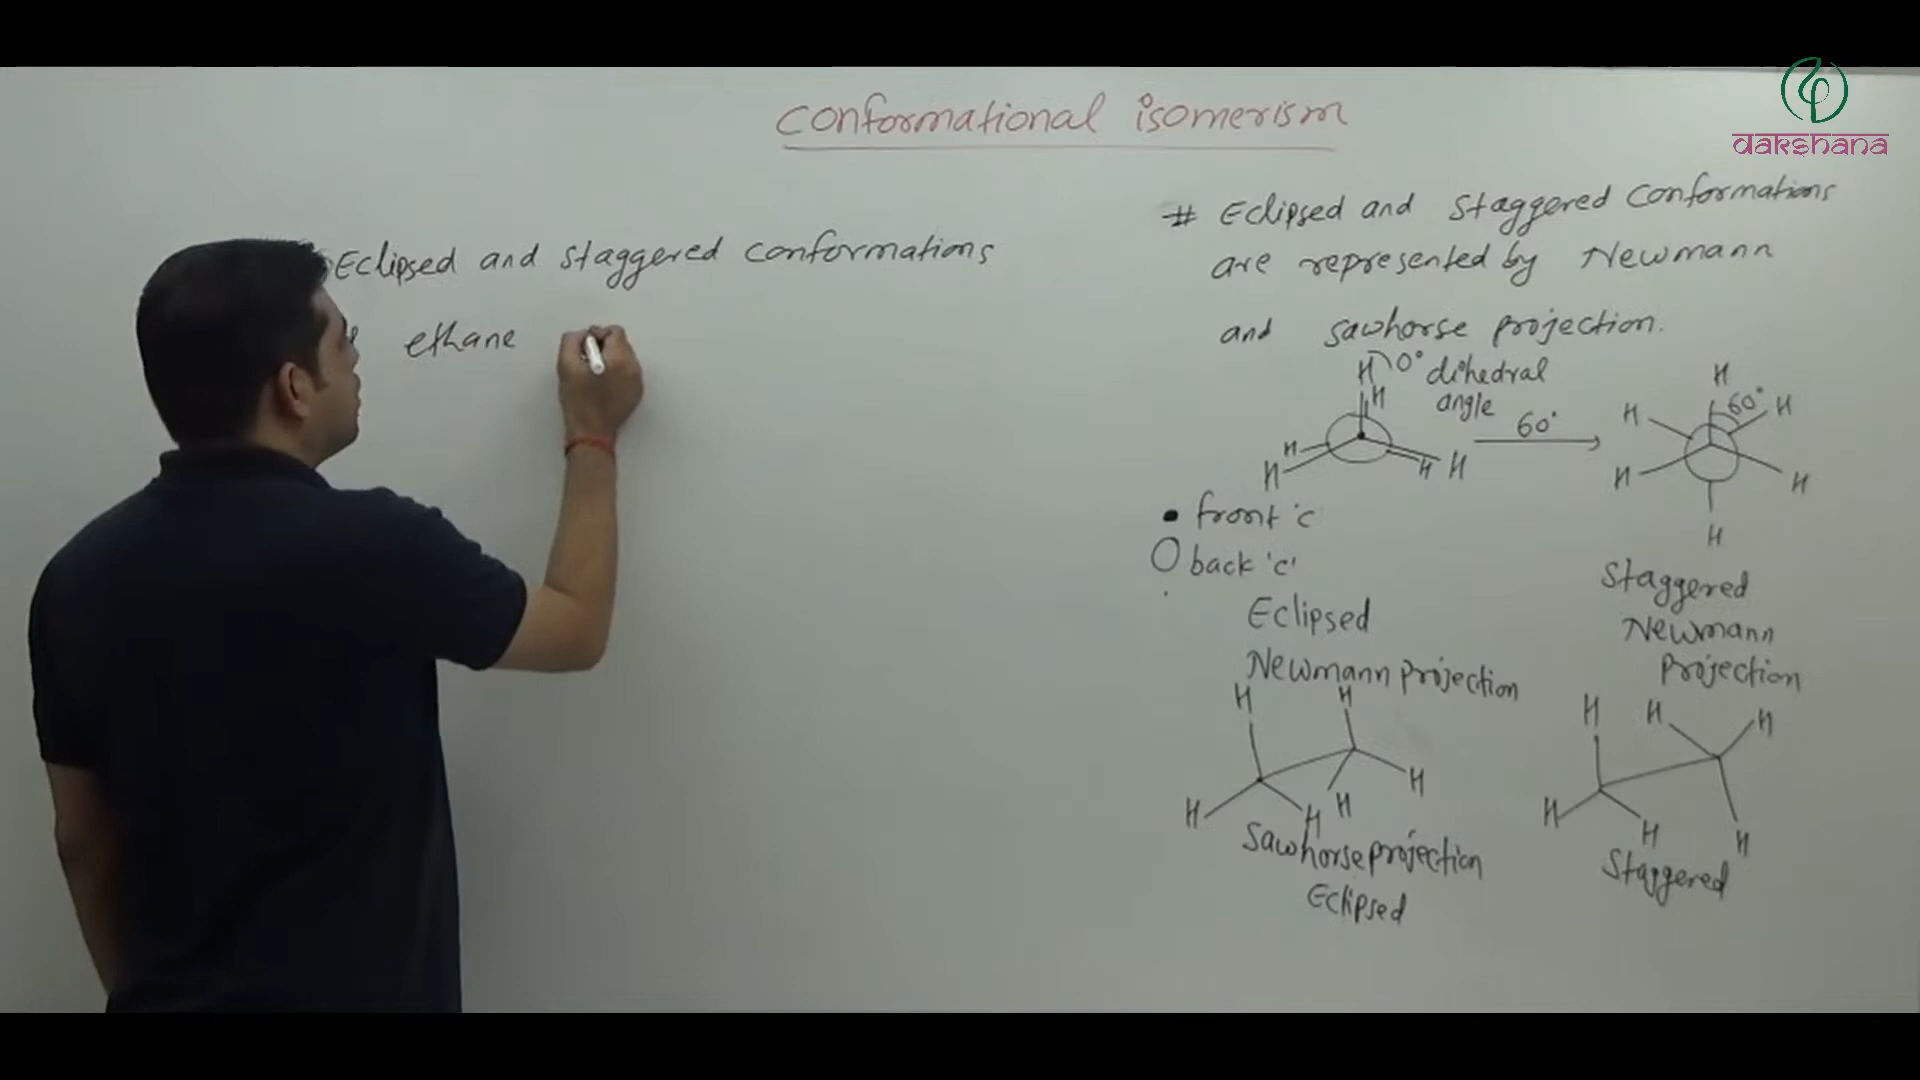 conformational isomerism
dakshana
Eclipsed and staggered conformations
ethane
# Eclipsed and staggered conformations
are represented by Newmann
and sawhorse projection.
H 0° dihedral
angle
H
H
H
H
H
60°
H
60°
H
H
H
H
H
• front 'c
O back 'c'
Eclipsed
Newmann projection
Staggered
Newmann
projection
H
H
H
H
H
H
Sawhorse projection
Eclipsed
H
H
H
H
H
H
Staggered